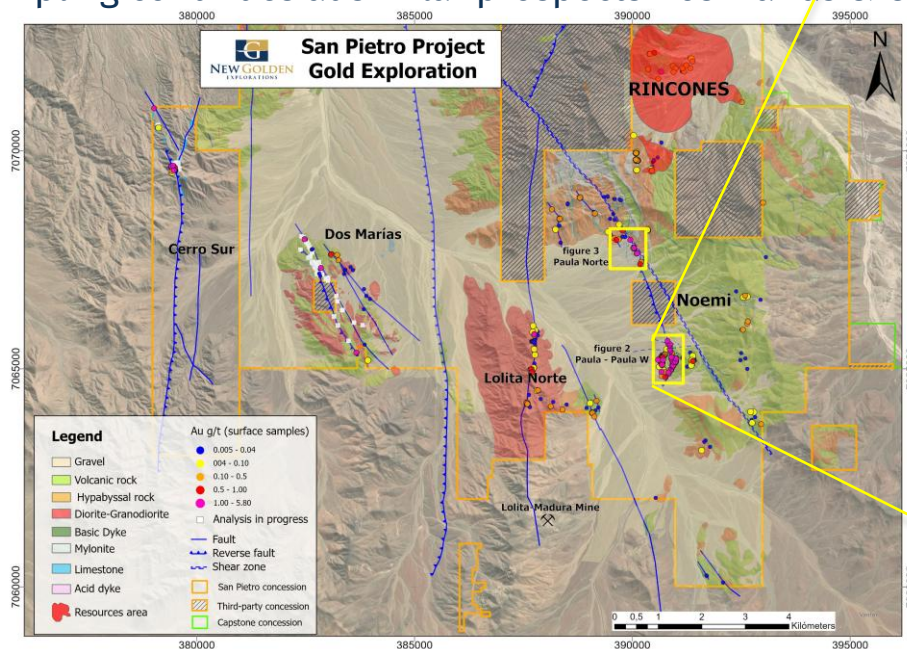 380000 385000 390000 395000
San Pietro Project
Gold Exploration
NEW GOLDEN
EXPLORATIONS
N
RINCONES
7070000
Cerro Sur
Dos Marías
figure 3
Paula Norte
Noemi
7065000
figure 2
Paula - Paula W
Lolita Norte
Lolita-Madura Mine
7060000
Legend
Gravel
Volcanic rock
Hypabyssal rock
Diorite-Granodiorite
Basic Dyke
Mylonite
Limestone
Acid dyke
Resources area
Au g/t (surface samples)
0.005 - 0.04
004 - 0.10
0.10 - 0.5
0.5 - 1.00
1.00 - 5.80
Analysis in progress
Fault
Reverse fault
Shear zone
San Pietro concession
Third-party concession
Capstone concession
0 0,5 1 2 3 4
Kilómeters
380000 385000 390000 395000